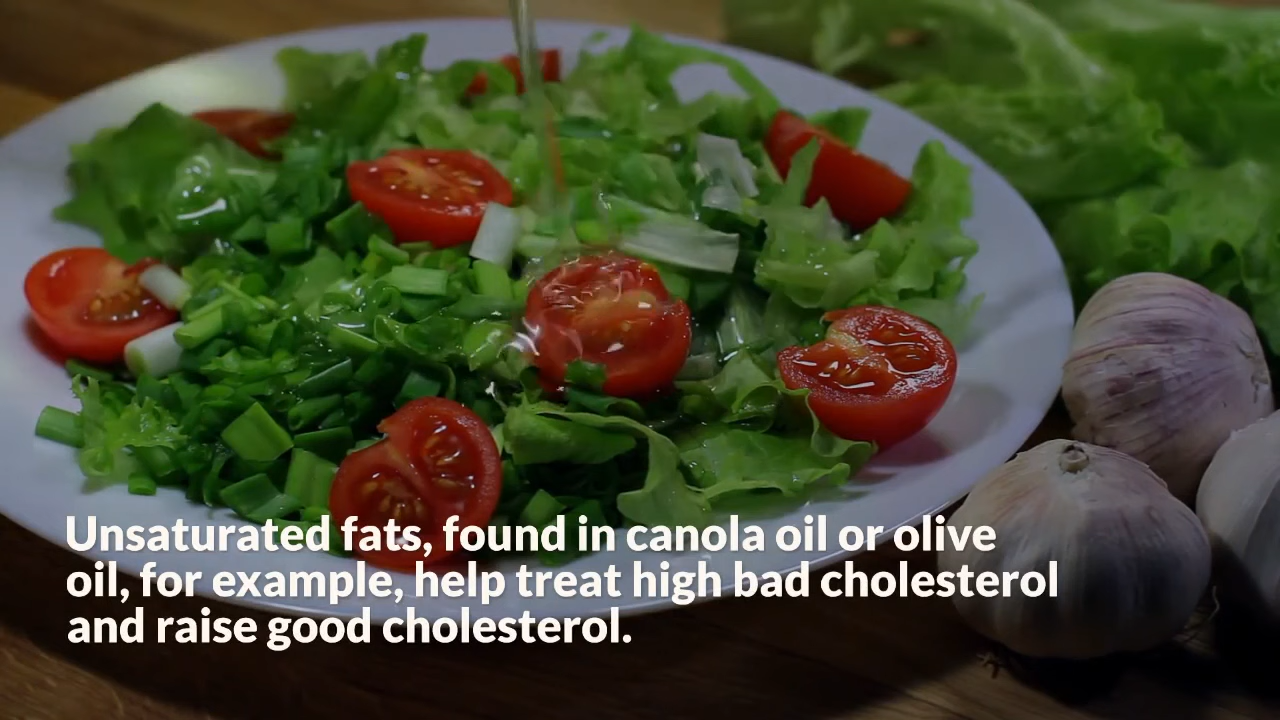 Unsaturated fats, found in canola oil or olive
oil, for example, help treat high bad cholesterol
and raise good cholesterol.